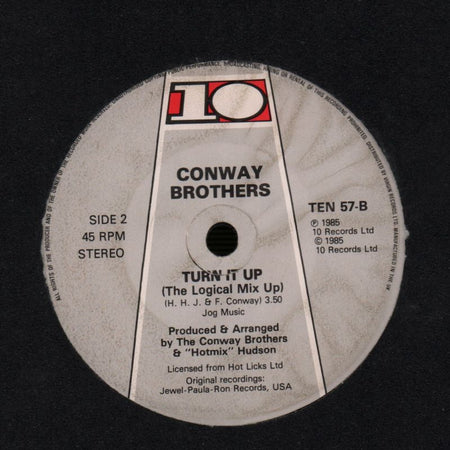 10
CONWAY
BROTHERS
SIDE 2
45 RPM
STEREO
TEN 57-B
℗ 1985
10 Records Ltd
© 1985
10 Records Ltd
TURN IT UP
(The Logical Mix Up)
(H. H. J. & F. Conway) 3.50
Jog Music
Produced & Arranged
by The Conway Brothers
& "Hotmix" Hudson
Licensed from Hot Licks Ltd
Original recordings:
Jewel-Paula-Ron Records, USA